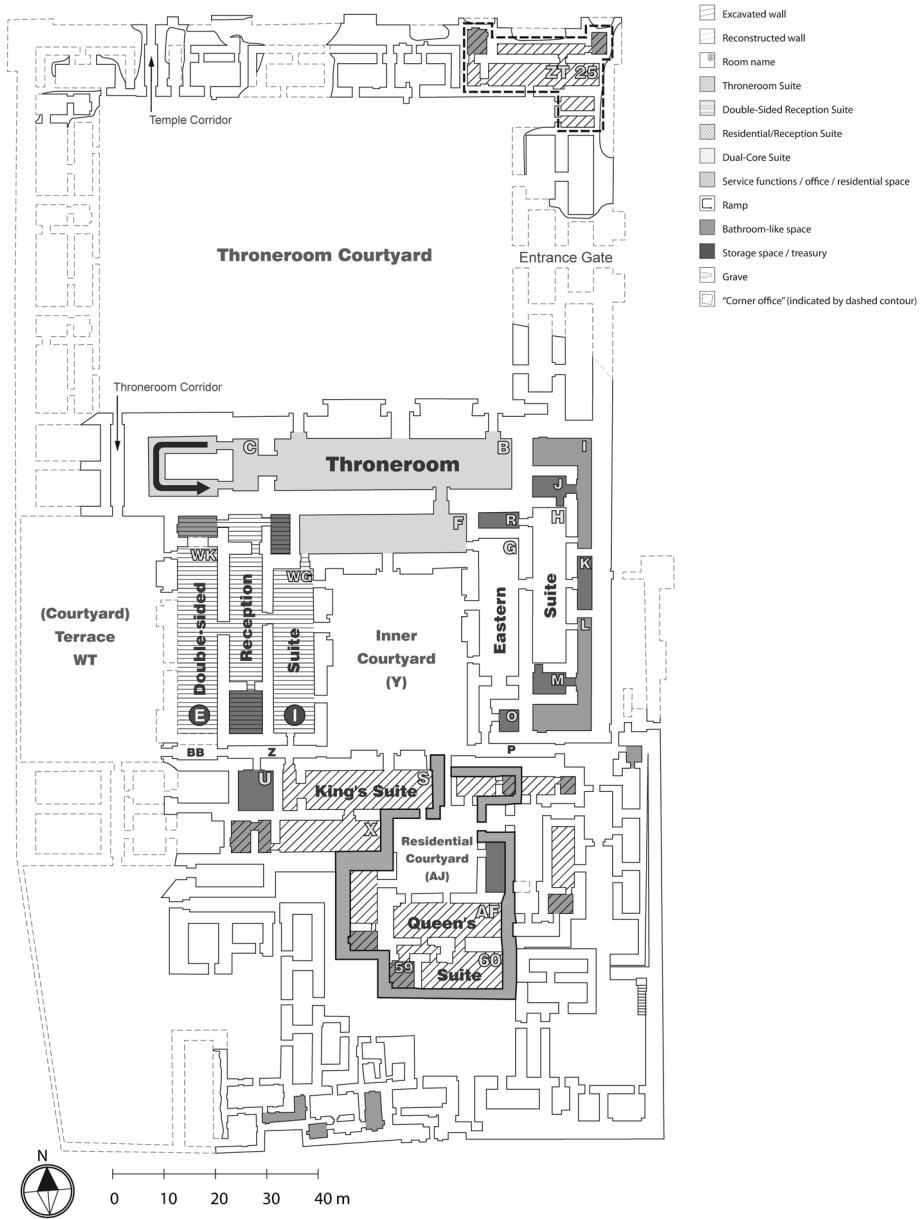 Excavated wall
Reconstructed wall
Room name
Throneroom Suite
Double-Sided Reception Suite
Residential/Reception Suite
Dual-Core Suite
Service functions / office / residential space
Ramp
Bathroom-like space
Storage space / treasury
Grave
"Corner office" (indicated by dashed contour)
ZT 25
Temple Corridor
Throneroom Courtyard
Entrance Gate
Throneroom Corridor
C
B
I
Throneroom
J
F
R
H
WK
G
WG
K
(Courtyard)
Terrace
WT
Double-sided
Reception
Suite
Inner
Courtyard
(Y)
Eastern
Suite
L
M
E
I
O
BB
Z
P
U
King's Suite
S
X
Residential
Courtyard
(AJ)
AF
Queen's
59
60
Suite
N
0 10 20 30 40 m